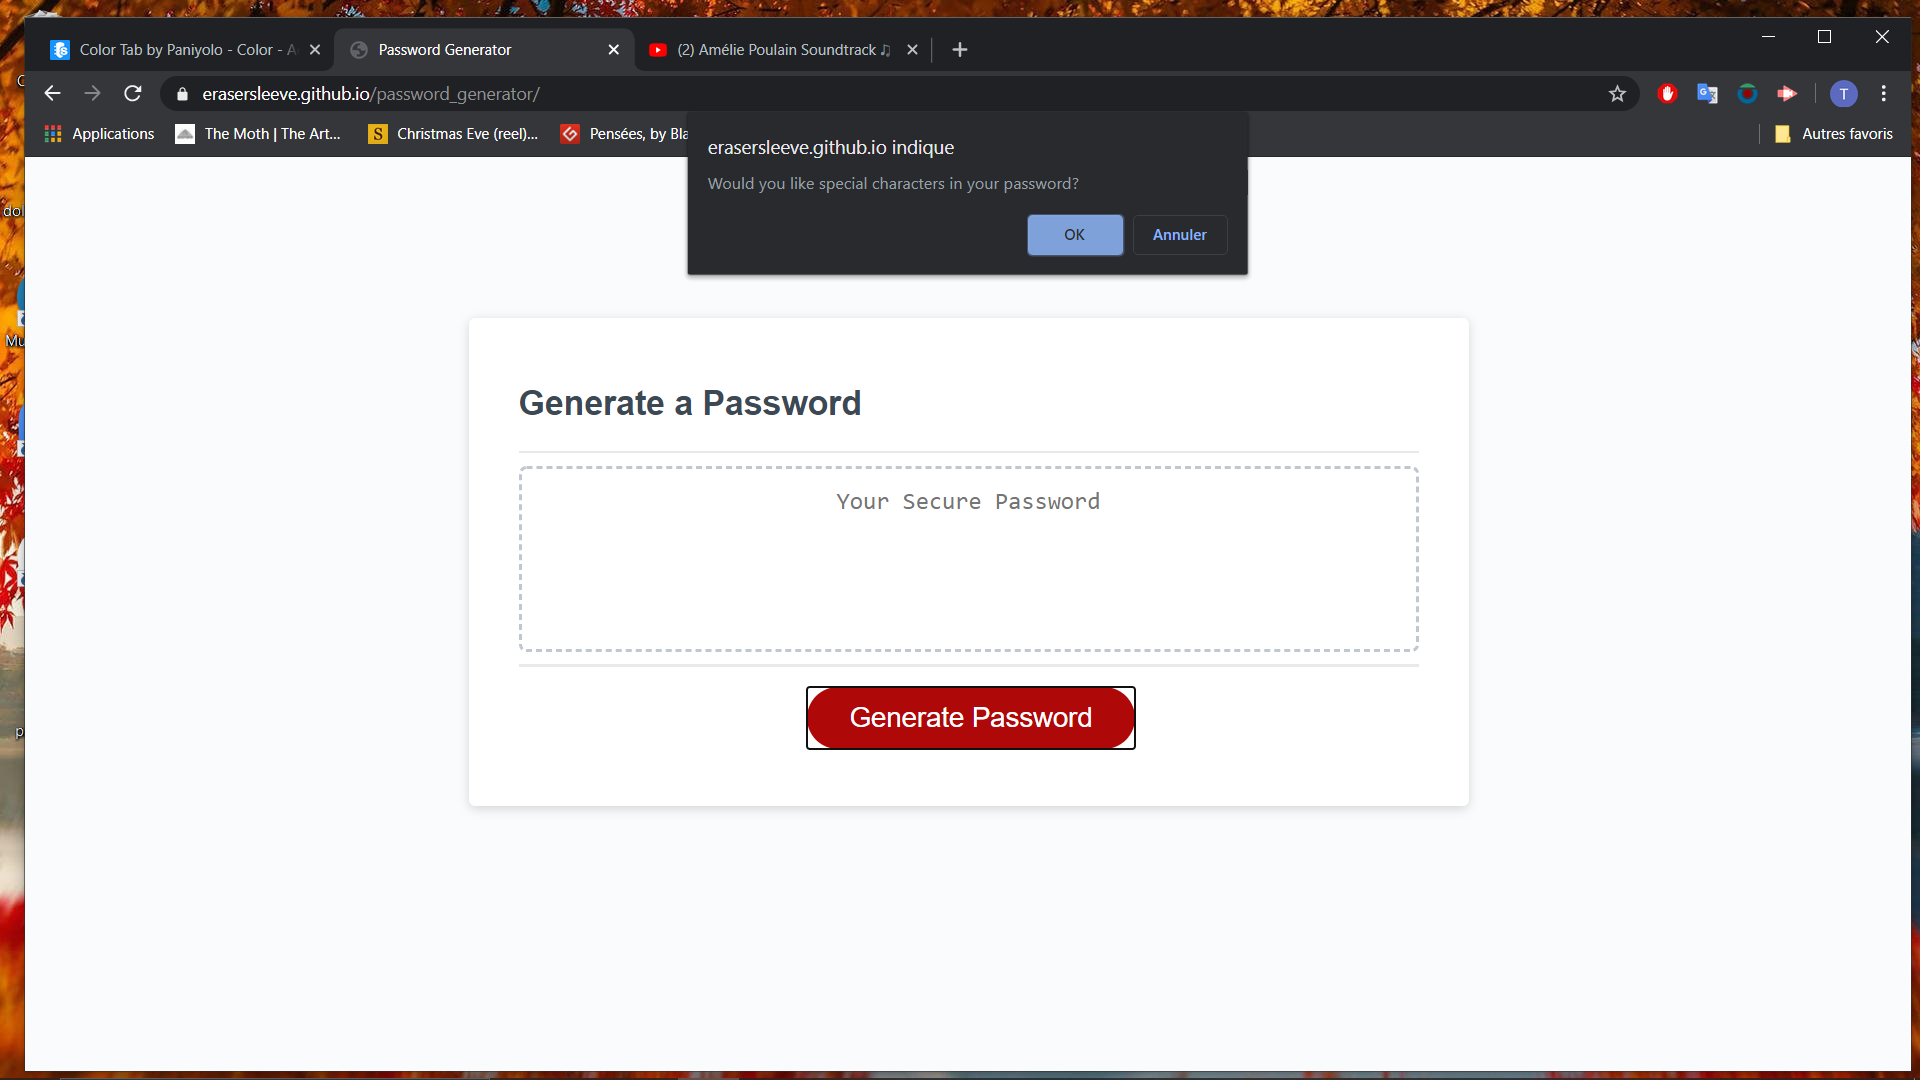 Color Tab by Paniyolo - Color - A
Password Generator
(2) Amélie Poulain Soundtrack ♫
erasersleeve.github.io/password_generator/
T
Applications
The Moth | The Art...
S
Christmas Eve (reel)...
Pensées, by Bla
Autres favoris
erasersleeve.github.io indique
Would you like special characters in your password?
OK
Annuler
Generate a Password
Your Secure Password
Generate Password